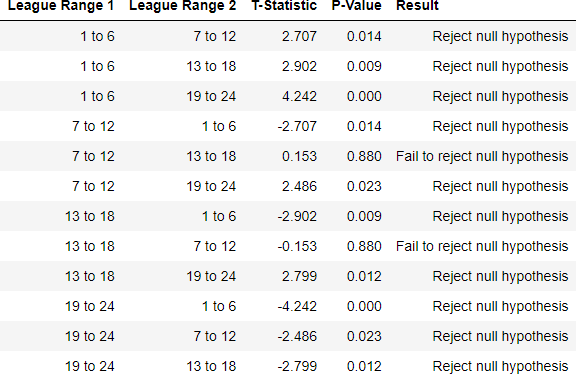 League Range 1 League Range 2 T-Statistic P-Value Result
1 to 6 7 to 12 2.707 0.014 Reject null hypothesis
1 to 6 13 to 18 2.902 0.009 Reject null hypothesis
1 to 6 19 to 24 4.242 0.000 Reject null hypothesis
7 to 12 1 to 6 -2.707 0.014 Reject null hypothesis
7 to 12 13 to 18 0.153 0.880 Fail to reject null hypothesis
7 to 12 19 to 24 2.486 0.023 Reject null hypothesis
13 to 18 1 to 6 -2.902 0.009 Reject null hypothesis
13 to 18 7 to 12 -0.153 0.880 Fail to reject null hypothesis
13 to 18 19 to 24 2.799 0.012 Reject null hypothesis
19 to 24 1 to 6 -4.242 0.000 Reject null hypothesis
19 to 24 7 to 12 -2.486 0.023 Reject null hypothesis
19 to 24 13 to 18 -2.799 0.012 Reject null hypothesis